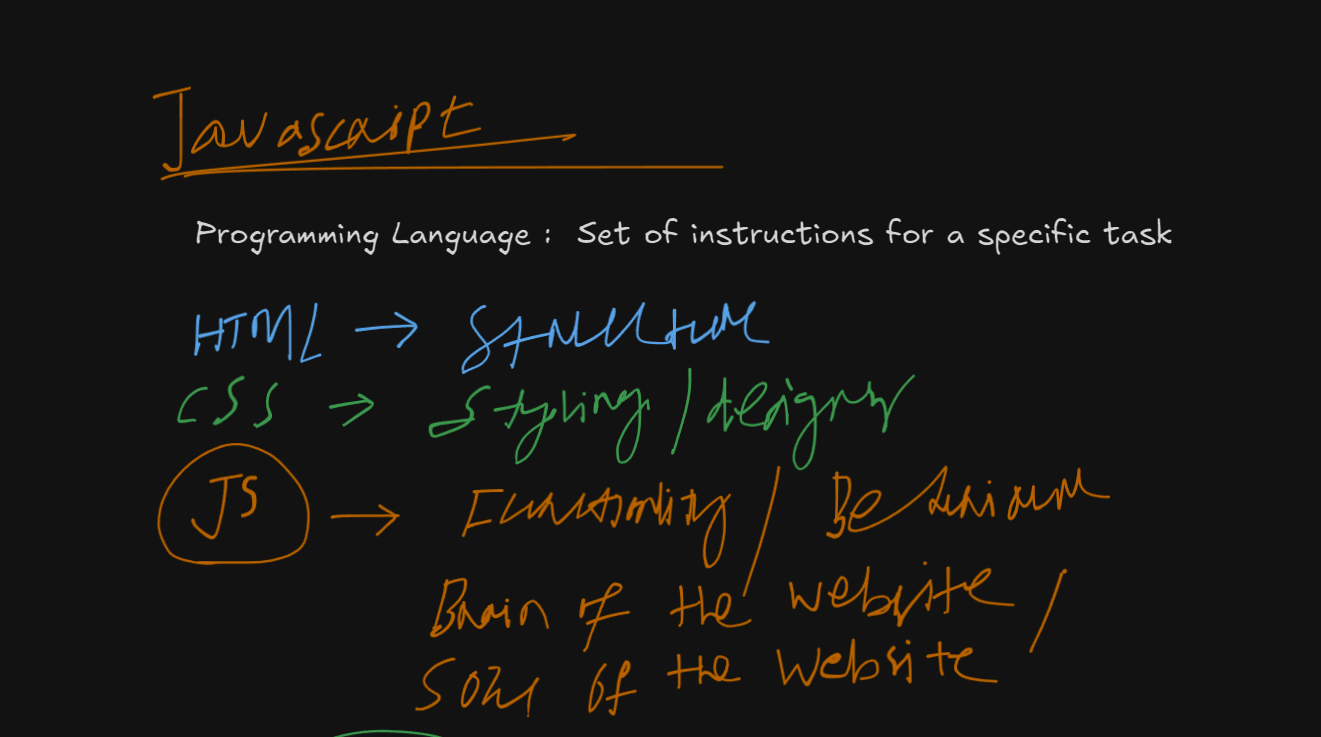 Javascript
Programming Language : Set of instructions for a specific task
HTML → Structure
CSS → Styling / designing
JS → Functionality / Behaviour
Brain of the website /
Soul of the website